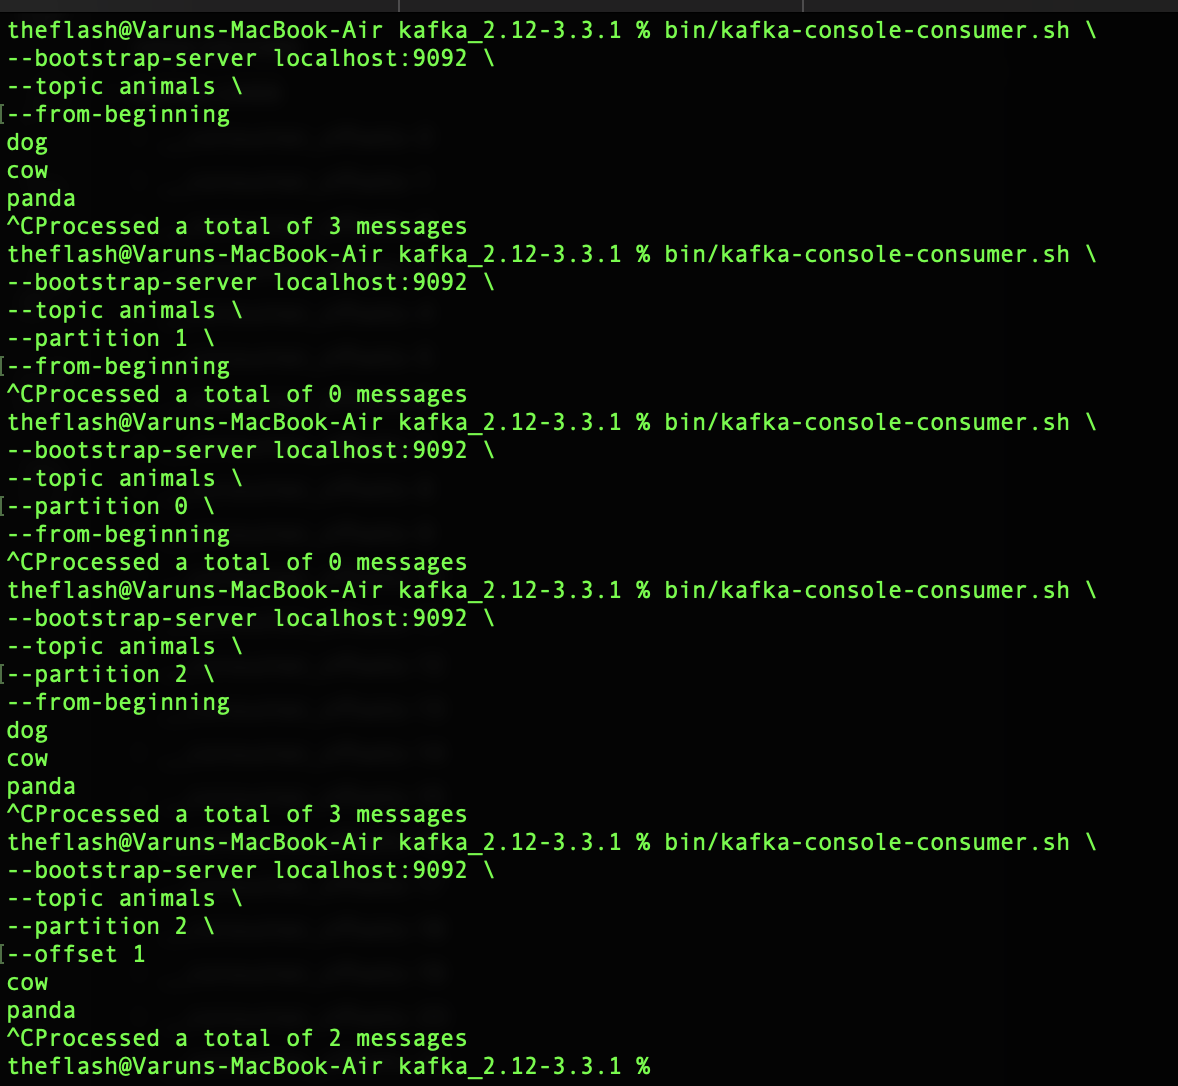 theflash@Varuns-MacBook-Air kafka_2.12-3.3.1 % bin/kafka-console-consumer.sh \
--bootstrap-server localhost:9092 \
--topic animals \
[--from-beginning
dog
cow
panda
^CProcessed a total of 3 messages
theflash@Varuns-MacBook-Air kafka_2.12-3.3.1 % bin/kafka-console-consumer.sh \
--bootstrap-server localhost:9092 \
--topic animals \
--partition 1 \
[--from-beginning
^CProcessed a total of 0 messages
theflash@Varuns-MacBook-Air kafka_2.12-3.3.1 % bin/kafka-console-consumer.sh \
--bootstrap-server localhost:9092 \
--topic animals \
[--partition 0 \
--from-beginning
^CProcessed a total of 0 messages
theflash@Varuns-MacBook-Air kafka_2.12-3.3.1 % bin/kafka-console-consumer.sh \
--bootstrap-server localhost:9092 \
--topic animals \
[--partition 2 \
--from-beginning
dog
cow
panda
^CProcessed a total of 3 messages
theflash@Varuns-MacBook-Air kafka_2.12-3.3.1 % bin/kafka-console-consumer.sh \
--bootstrap-server localhost:9092 \
--topic animals \
--partition 2 \
[--offset 1
cow
panda
^CProcessed a total of 2 messages
theflash@Varuns-MacBook-Air kafka_2.12-3.3.1 %